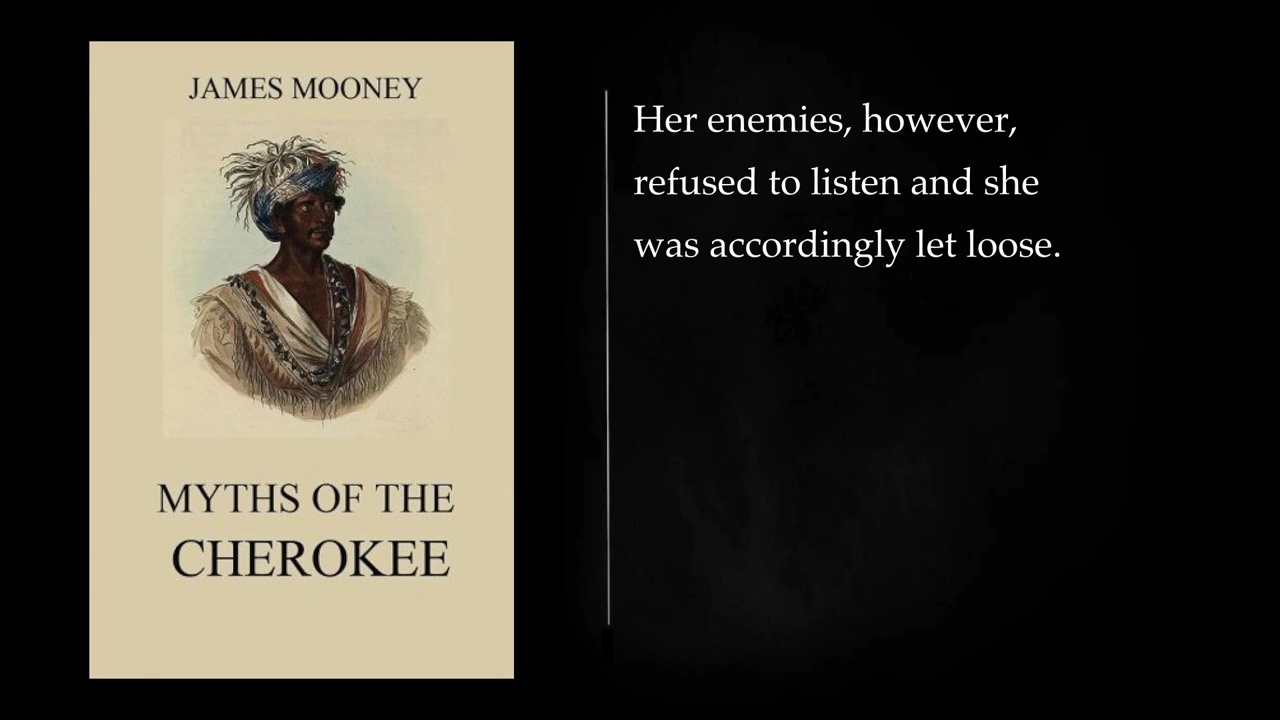 JAMES MOONEY
MYTHS OF THE
CHEROKEE
Her enemies, however,
refused to listen and she
was accordingly let loose.